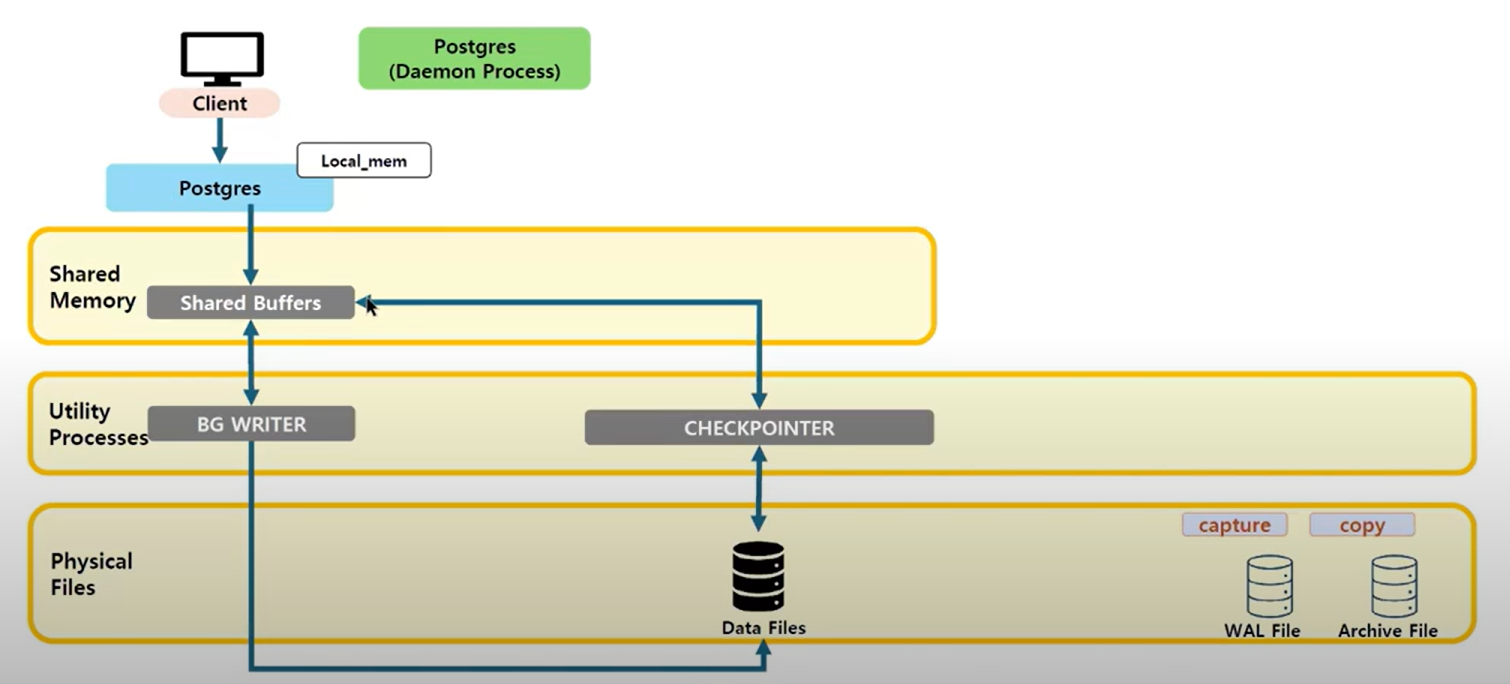 Postgres
(Daemon Process)
Client
Local_mem
Postgres
Shared
Memory
Shared Buffers
Utility
Processes
BG WRITER
CHECKPOINTER
Physical
Files
capture
copy
Data Files
WAL File
Archive File